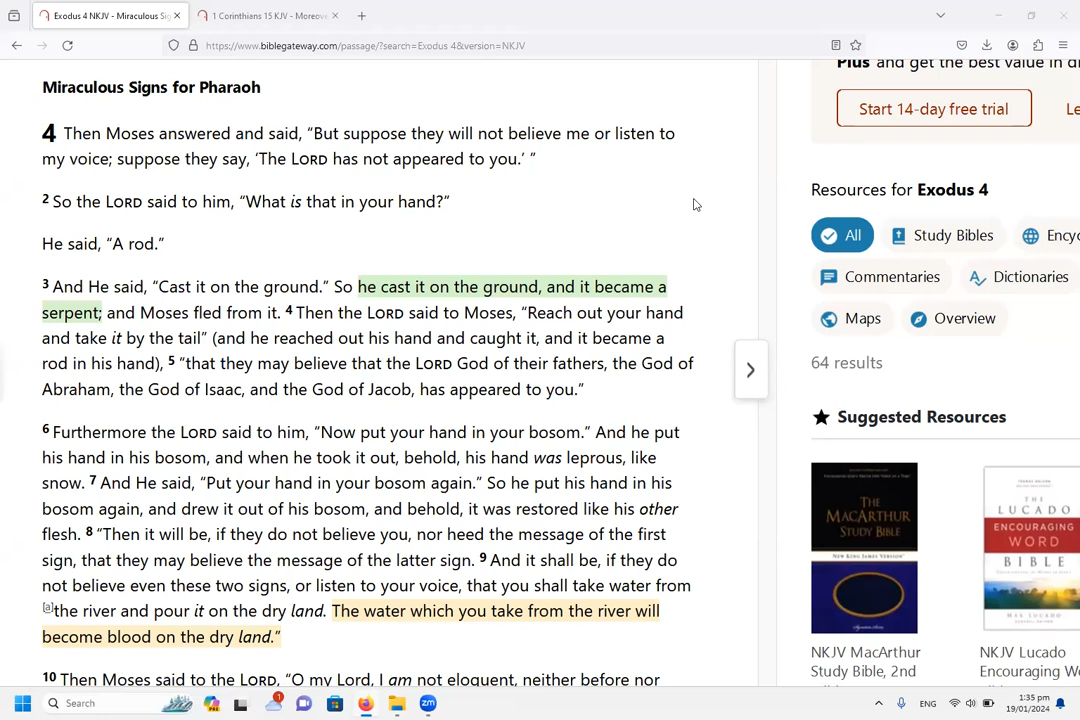 Exodus 4 NKJV - Miraculous Sig
1 Corinthians 15 KJV - Moreove
https://www.biblegateway.com/passage/?search=Exodus 4&version=NKJV
Miraculous Signs for Pharaoh
4 Then Moses answered and said, “But suppose they will not believe me or listen to
my voice; suppose they say, ‘The LORD has not appeared to you.’ ”
2 So the LORD said to him, “What is that in your hand?”
He said, “A rod.”
3 And He said, “Cast it on the ground.” So he cast it on the ground, and it became a
serpent; and Moses fled from it. 4 Then the LORD said to Moses, “Reach out your hand
and take it by the tail” (and he reached out his hand and caught it, and it became a
rod in his hand), 5 “that they may believe that the LORD God of their fathers, the God of
Abraham, the God of Isaac, and the God of Jacob, has appeared to you.”
6 Furthermore the LORD said to him, “Now put your hand in your bosom.” And he put
his hand in his bosom, and when he took it out, behold, his hand was leprous, like
snow. 7 And He said, “Put your hand in your bosom again.” So he put his hand in his
bosom again, and drew it out of his bosom, and behold, it was restored like his other
flesh. 8 “Then it will be, if they do not believe you, nor heed the message of the first
sign, that they may believe the message of the latter sign. 9 And it shall be, if they do
not believe even these two signs, or listen to your voice, that you shall take water from
[a]the river and pour it on the dry land. The water which you take from the river will
become blood on the dry land.”
10 Then Moses said to the LORD, “O my Lord, I am not eloquent, neither before nor
Plus and get the best value in di
Start 14-day free trial
Le
Resources for Exodus 4
All
Study Bibles
Ency
Commentaries
Dictionaries
Maps
Overview
64 results
Suggested Resources
THE
MACARTHUR
STUDY BIBLE
NEW KING JAMES VERSION
THE
LUCADO
ENCOURAGING
WORD
BIBLE
MAX LUCADO
NKJV MacArthur
Study Bible, 2nd
NKJV Lucado
Encouraging Wo
Search
1
zm
ENG
1:35 pm
19/01/2024